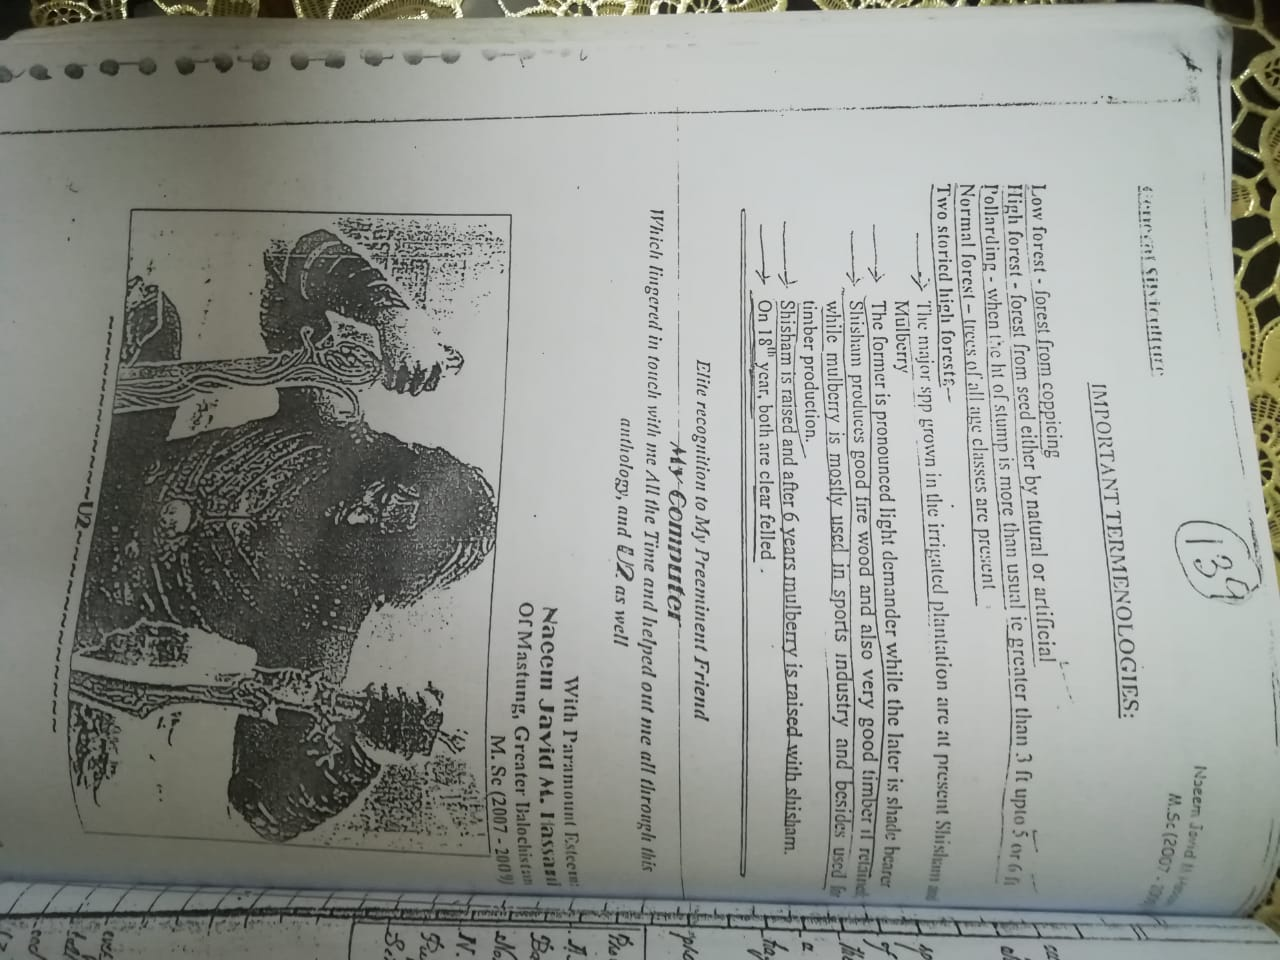 General Silviculture
Naeem Javid M
M.Sc (2007 -
139
IMPORTANT TERMENOLOGIES:
Low forest - forest from coppicing
High forest - forest from seed either by natural or artificial
Pollarding - when the ht of stump is more than usual ie greater than 3 ft upto 5 or 6 ft
Normal forest – trees of all age classes are present .
Two storied high forests:-
The major spp grown in the irrigated plantation are at present Shisham
Mulberry
The former is pronounced light demander while the later is shade bearer
Shisham produces good fire wood and also very good timber if
while mulberry is mostly used in sports industry and besides used
timber production.
Shisham is raised and after 6 years mulberry is raised with shisham.
On 18th year, both are clear felled .
Elite recognition to My Preeminent Friend
My Computer
Which lingered in touch with me All the Time and helped out me all through this
anthology, and U2 as well
With Paramount Esteem:
Naeem Javid M. Hassani
Of Mastung, Greater Balochistan
M. Sc (2007 - 2009)
U2